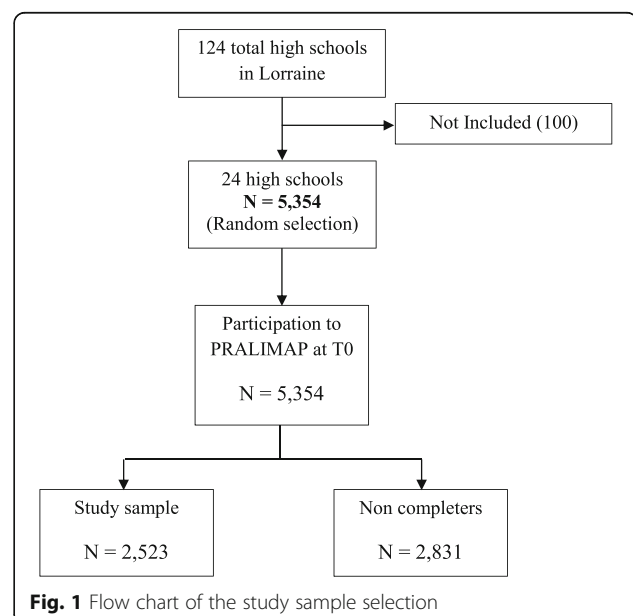 124 total high schools
in Lorraine
Not Included (100)
24 high schools
N = 5,354
(Random selection)
Participation to
PRALIMAP at T0
N = 5,354
Study sample
N = 2,523
Non completers
N = 2,831
Fig. 1 Flow chart of the study sample selection